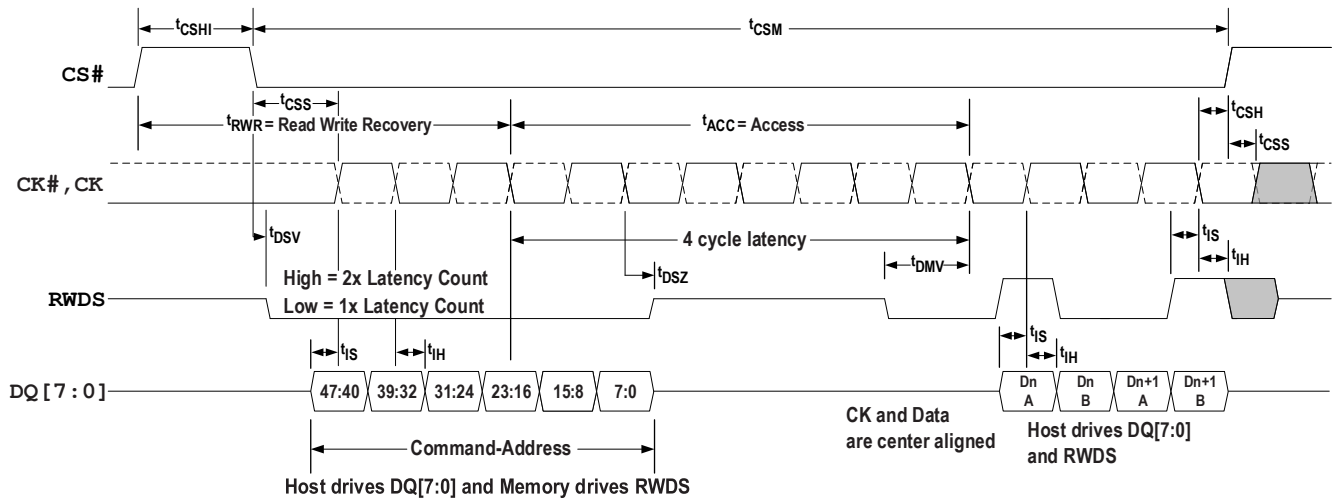 tCSHI
tCSM
CS#
tCSS
tRWR = Read Write Recovery
tACC = Access
tCSH
tCSS
CK#,CK
tDSV
4 cycle latency
tIS
tIH
tDMV
tDSZ
High = 2x Latency Count
Low = 1x Latency Count
RWDS
tIS
tIH
tIS
tIH
DQ[7:0]
47:40 39:32 31:24 23:16 15:8 7:0
Dn A Dn B Dn+1 A Dn+1 B
CK and Data
are center aligned
Host drives DQ[7:0]
and RWDS
Command-Address
Host drives DQ[7:0] and Memory drives RWDS